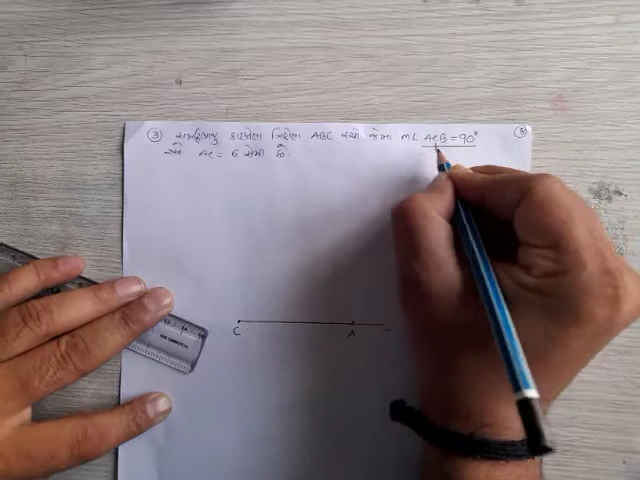 ③ સમદ્વિબાજુ કાટકોણ ત્રિકોણ ABC રચો જેમાં m∠ ACB = 90°
અને AC = 6 સેમી હોય.
C A